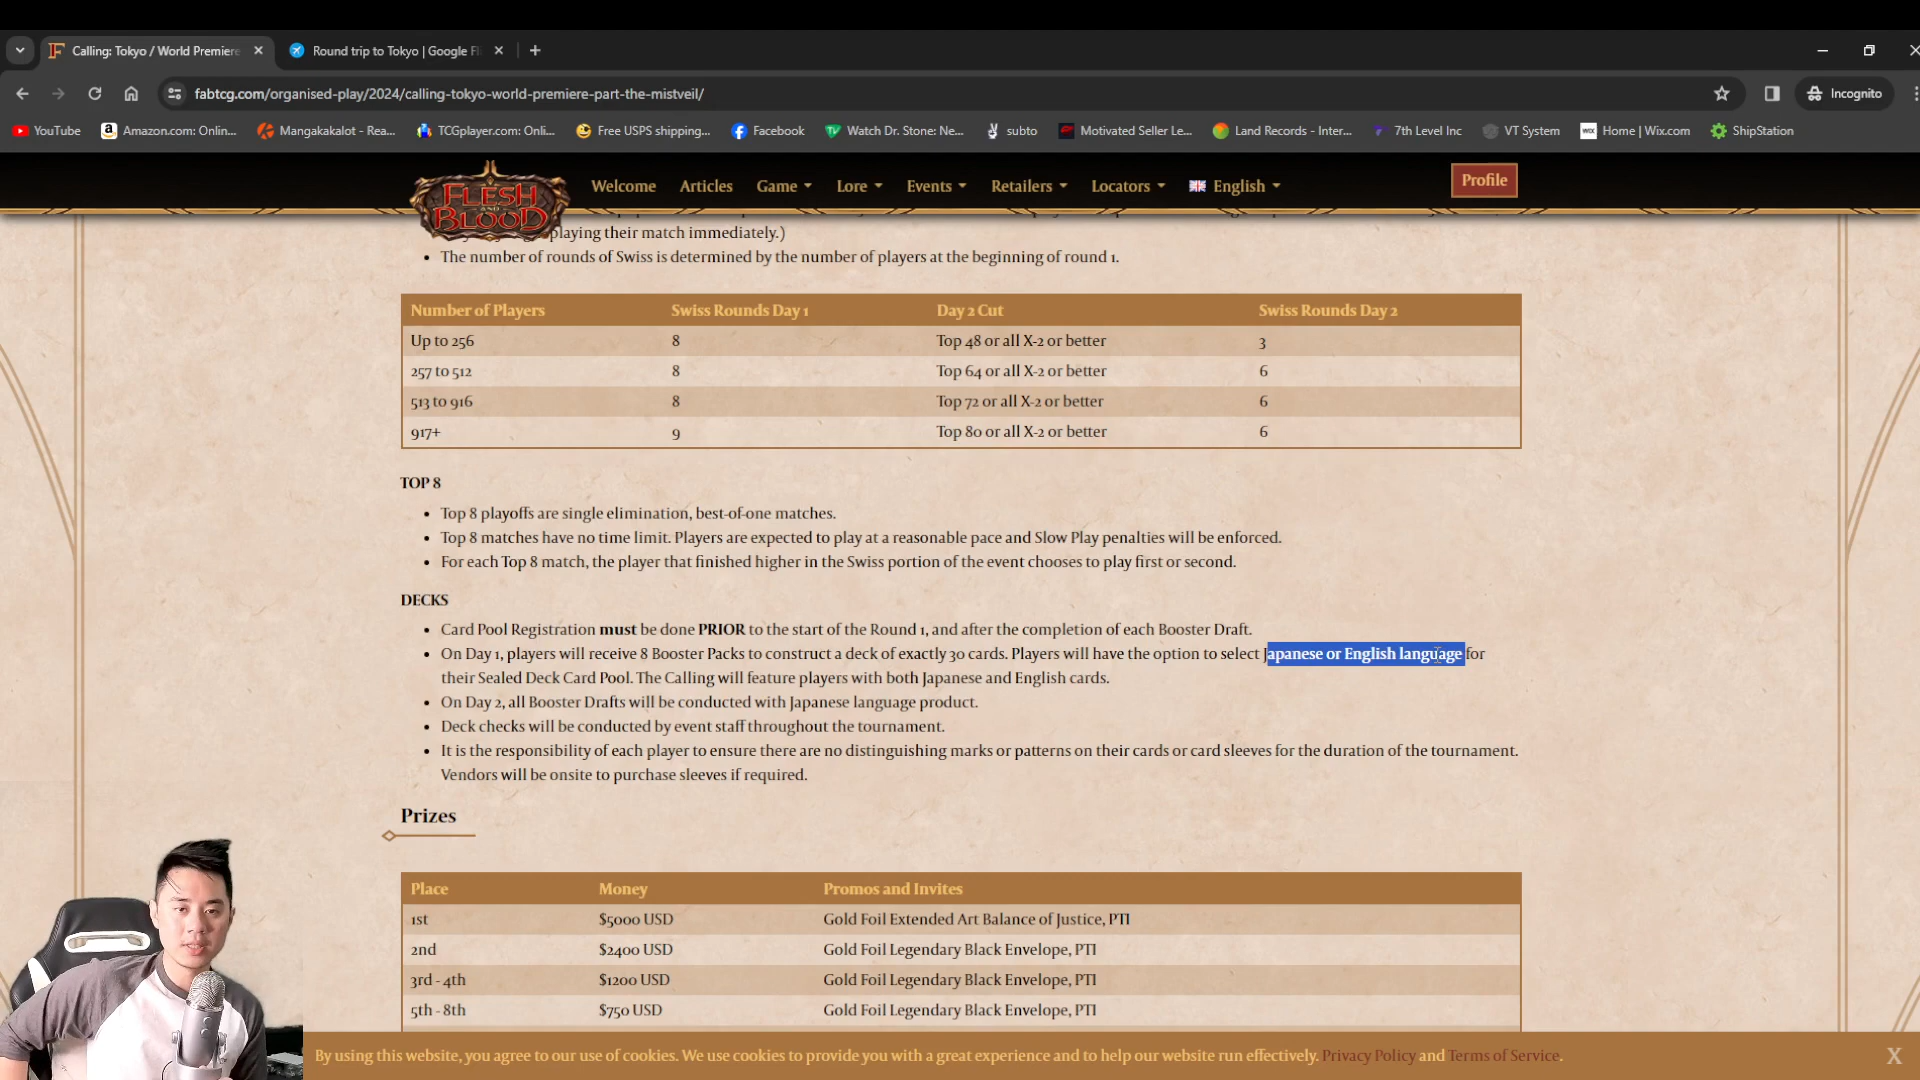 Calling: Tokyo / World Premiere
Round trip to Tokyo | Google Fl
fabtcg.com/organised-play/2024/calling-tokyo-world-premiere-part-the-mistveil/
Incognito
YouTube
Amazon.com: Onlin...
Mangakakalot - Rea...
TCGplayer.com: Onli...
Free USPS shipping...
Facebook
Watch Dr. Stone: Ne...
subto
Motivated Seller Le...
Land Records - Inter...
7th Level Inc
VT System
Home | Wix.com
ShipStation
FLESH AND BLOOD
Welcome
Articles
Game
Lore
Events
Retailers
Locators
English
Profile
playing their match immediately.)
• The number of rounds of Swiss is determined by the number of players at the beginning of round 1.
Number of Players Swiss Rounds Day 1 Day 2 Cut Swiss Rounds Day 2
Up to 256 8 Top 48 or all X-2 or better 3
257 to 512 8 Top 64 or all X-2 or better 6
513 to 916 8 Top 72 or all X-2 or better 6
917+ 9 Top 80 or all X-2 or better 6
TOP 8
• Top 8 playoffs are single elimination, best-of-one matches.
• Top 8 matches have no time limit. Players are expected to play at a reasonable pace and Slow Play penalties will be enforced.
• For each Top 8 match, the player that finished higher in the Swiss portion of the event chooses to play first or second.
DECKS
• Card Pool Registration must be done PRIOR to the start of the Round 1, and after the completion of each Booster Draft.
• On Day 1, players will receive 8 Booster Packs to construct a deck of exactly 30 cards. Players will have the option to select Japanese or English language for
their Sealed Deck Card Pool. The Calling will feature players with both Japanese and English cards.
• On Day 2, all Booster Drafts will be conducted with Japanese language product.
• Deck checks will be conducted by event staff throughout the tournament.
• It is the responsibility of each player to ensure there are no distinguishing marks or patterns on their cards or card sleeves for the duration of the tournament.
Vendors will be onsite to purchase sleeves if required.
Prizes
Place Money Promos and Invites
1st $5000 USD Gold Foil Extended Art Balance of Justice, PTI
2nd $2400 USD Gold Foil Legendary Black Envelope, PTI
3rd - 4th $1200 USD Gold Foil Legendary Black Envelope, PTI
5th - 8th $750 USD Gold Foil Legendary Black Envelope, PTI
By using this website, you agree to our use of cookies. We use cookies to provide you with a great experience and to help our website run effectively. Privacy Policy and Terms of Service.
X